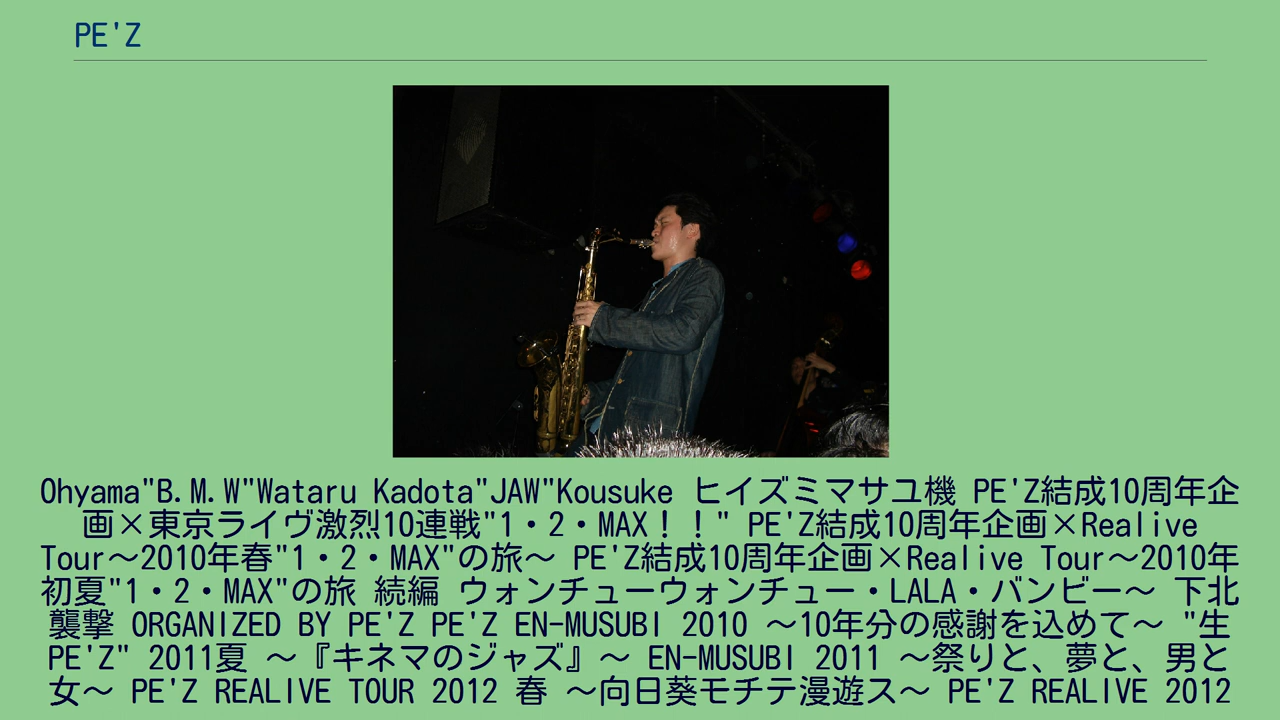 PE'Z
Ohyama"B.M.W"Wataru Kadota"JAW"Kousuke ヒイズミマサユ機 PE'Z結成10周年企
画×東京ライヴ激烈10連戦"1・2・MAX！！" PE'Z結成10周年企画×Realive
Tour〜2010年春"1・2・MAX"の旅〜 PE'Z結成10周年企画×Realive Tour〜2010年
初夏"1・2・MAX"の旅 続編 ウォンチューウォンチュー・LALA・バンビー〜 下北
襲撃 ORGANIZED BY PE'Z PE'Z EN-MUSUBI 2010 〜10年分の感謝を込めて〜 "生
PE'Z" 2011夏 〜『キネマのジャズ』〜 EN-MUSUBI 2011 〜祭りと、夢と、男と
女〜 PE'Z REALIVE TOUR 2012 春 〜向日葵モチテ漫遊ス〜 PE'Z REALIVE 2012